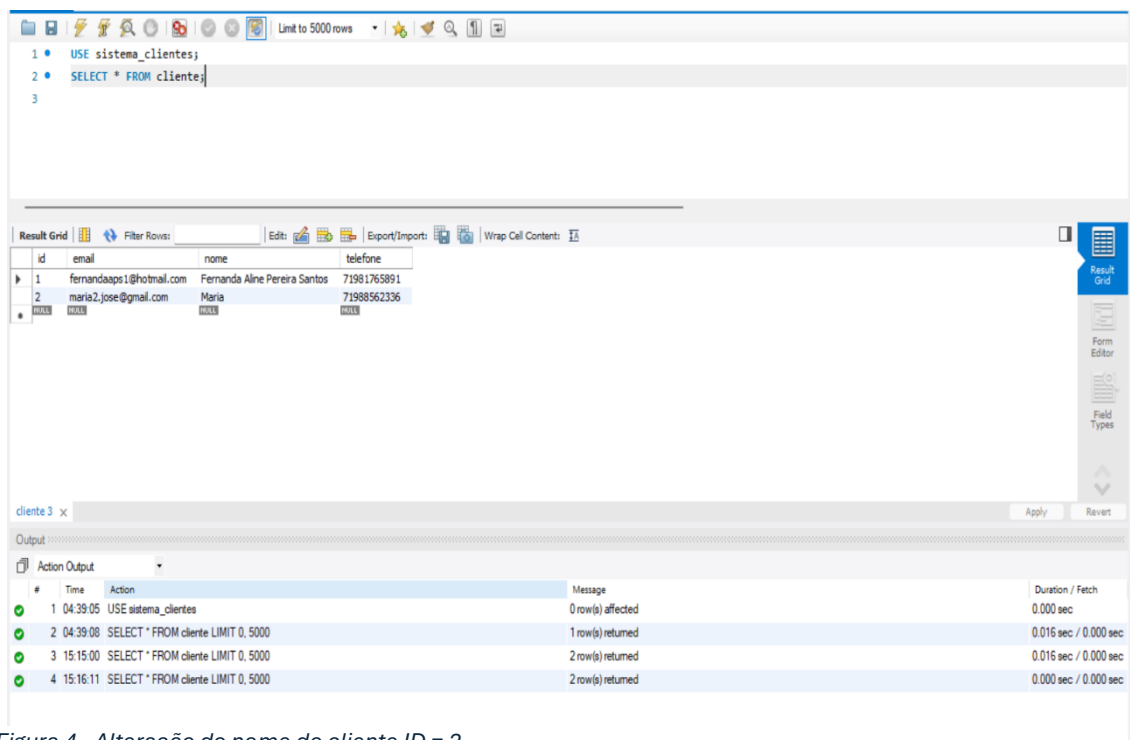 Limit to 5000 rows
1 USE sistema_clientes;
2 SELECT * FROM cliente;
3
Result Grid Filter Rows: Edit: Export/Import: Wrap Cell Content:
id email nome telefone
1 fernandaaps1@hotmail.com Fernanda Aline Pereira Santos 71981765891
2 maria2.jose@gmail.com Maria 71988562336
NULL NULL NULL NULL
Result
Grid
Form
Editor
Field
Types
cliente 3 Apply Revert
Output
Action Output
# Time Action Message Duration / Fetch
1 04:39:05 USE sistema_clientes 0 row(s) affected 0.000 sec
2 04:39:08 SELECT * FROM cliente LIMIT 0, 5000 1 row(s) returned 0.016 sec / 0.000 sec
3 15:15:00 SELECT * FROM cliente LIMIT 0, 5000 2 row(s) returned 0.016 sec / 0.000 sec
4 15:16:11 SELECT * FROM cliente LIMIT 0, 5000 2 row(s) returned 0.000 sec / 0.000 sec